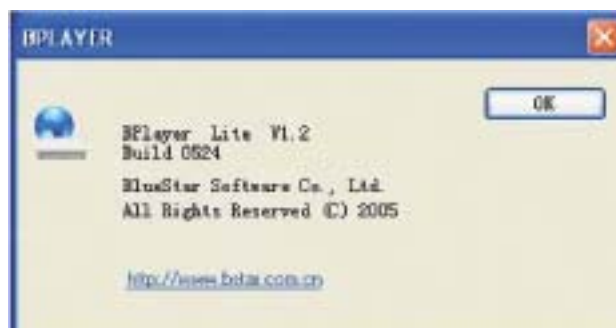 BPLAYER
OK
BPlayer Lite V1.2
Build 0524
BlueStar Software Co., Ltd.
All Rights Reserved (C) 2005